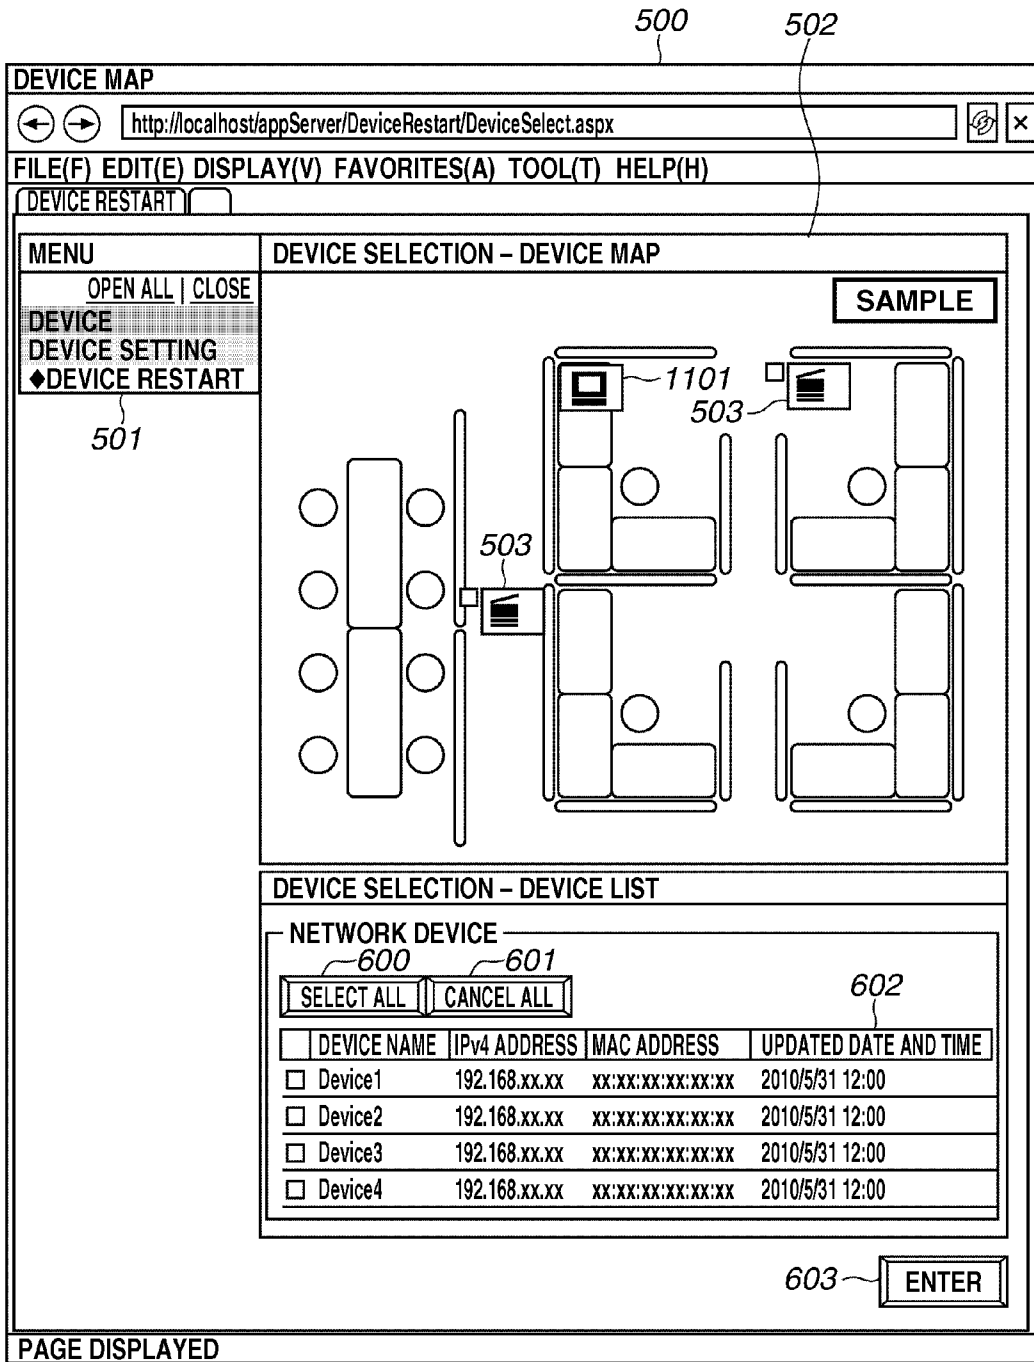 500 502
DEVICE MAP
http://localhost/appServer/DeviceRestart/DeviceSelect.aspx ×
FILE(F) EDIT(E) DISPLAY(V) FAVORITES(A) TOOL(T) HELP(H)
DEVICE RESTART
MENU
OPEN ALL | CLOSE
DEVICE
DEVICE SETTING
◆DEVICE RESTART
501
DEVICE SELECTION – DEVICE MAP
SAMPLE
1101
503
503
DEVICE SELECTION – DEVICE LIST
NETWORK DEVICE
600 601
SELECT ALL CANCEL ALL
602
DEVICE NAME IPv4 ADDRESS MAC ADDRESS UPDATED DATE AND TIME
Device1 192.168.xx.xx xx:xx:xx:xx:xx:xx 2010/5/31 12:00
Device2 192.168.xx.xx xx:xx:xx:xx:xx:xx 2010/5/31 12:00
Device3 192.168.xx.xx xx:xx:xx:xx:xx:xx 2010/5/31 12:00
Device4 192.168.xx.xx xx:xx:xx:xx:xx:xx 2010/5/31 12:00
603 ENTER
PAGE DISPLAYED